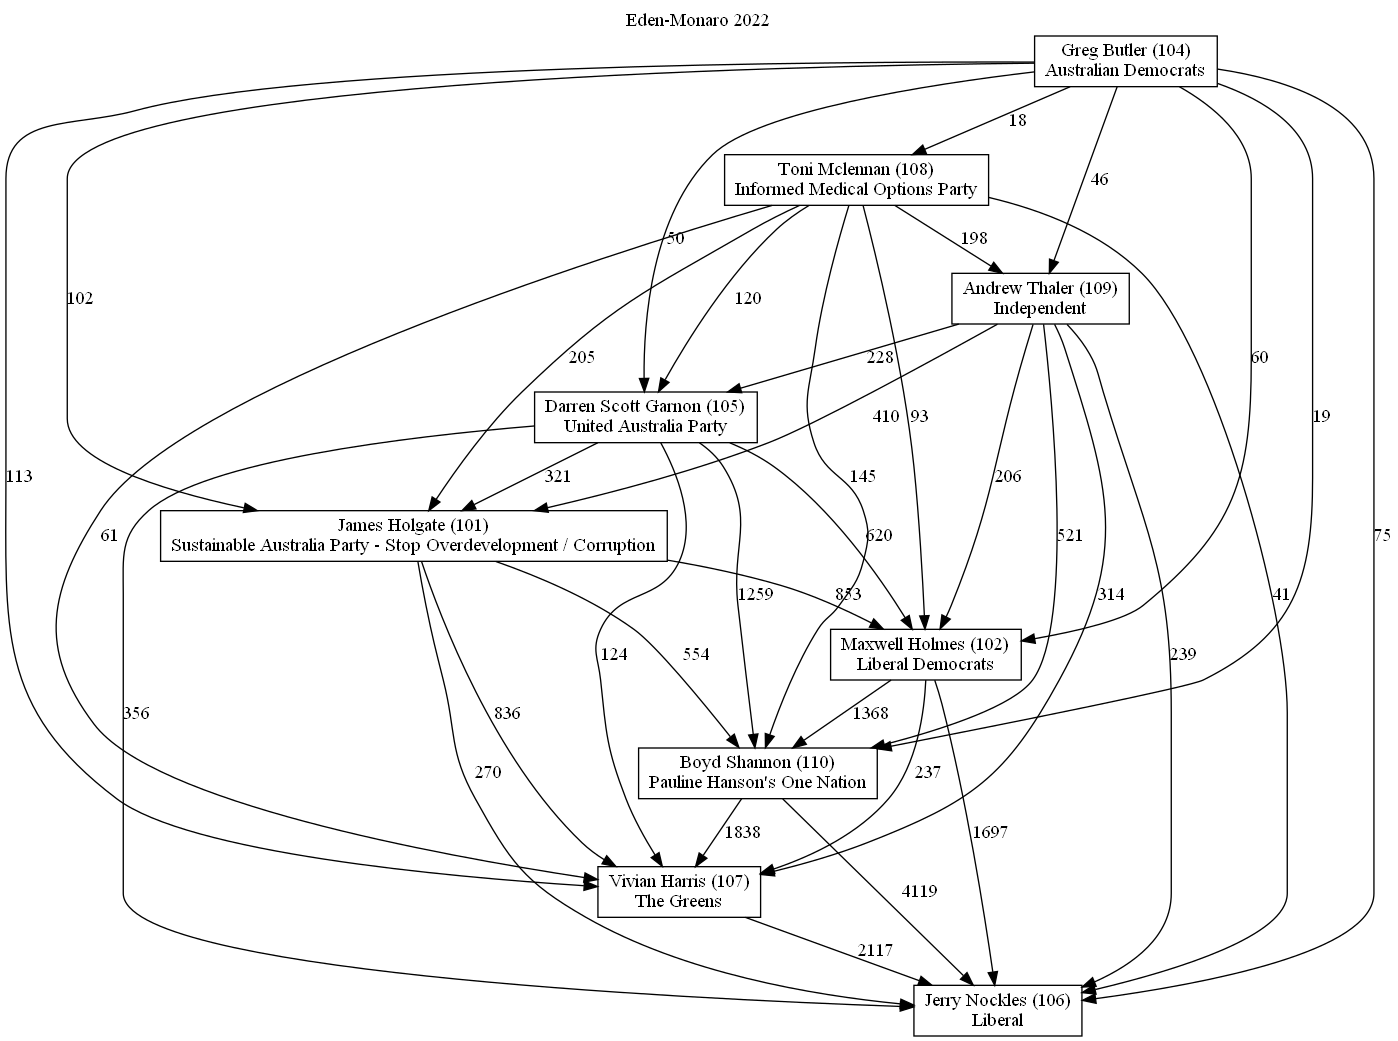 Eden-Monaro 2022
Greg Butler (104)
Australian Democrats
18
Toni Mclennan (108)
Informed Medical Options Party
46
50
198
Andrew Thaler (109)
Independent
102
120
205
228
60
Darren Scott Garnon (105)
United Australia Party
410
93
19
113
321
145
206
James Holgate (101)
Sustainable Australia Party - Stop Overdevelopment / Corruption
61
620
521
75
1259
853
314
41
Maxwell Holmes (102)
Liberal Democrats
124
554
239
356
836
1368
Boyd Shannon (110)
Pauline Hanson's One Nation
270
237
1838
1697
Vivian Harris (107)
The Greens
4119
2117
Jerry Nockles (106)
Liberal